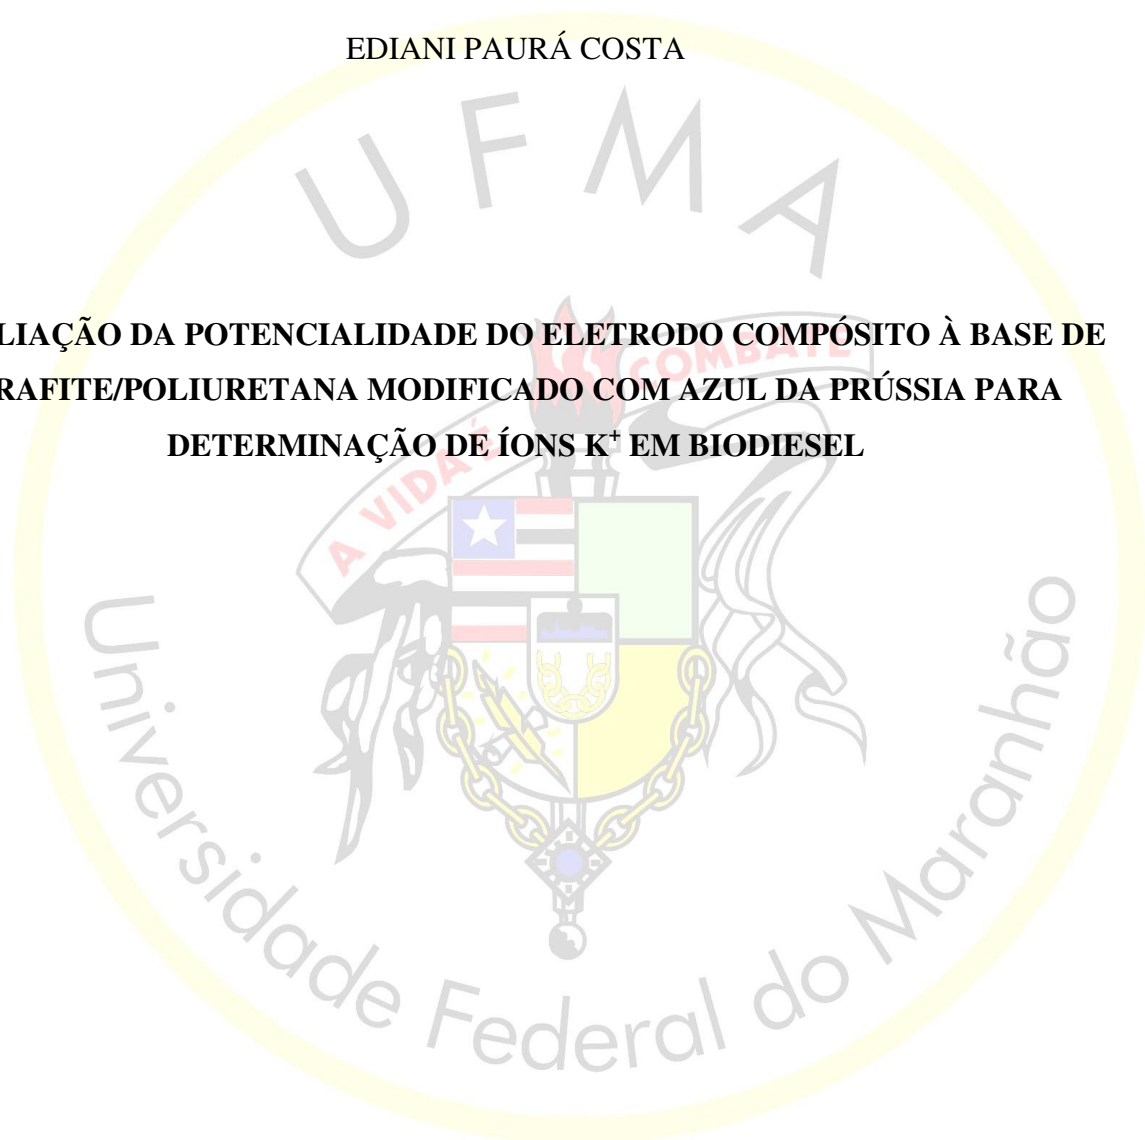 EDIANI PAURÁ COSTA
UFMA
LIAÇÃO DA POTENCIALIDADE DO ELETRODO COMPÓSITO À BASE DE
RAFITE/POLIURETANA MODIFICADO COM AZUL DA PRÚSSIA PARA
DETERMINAÇÃO DE ÍONS K⁺ EM BIODIESEL
A VIDA É COMBATE
Universidade Federal do Maranhão